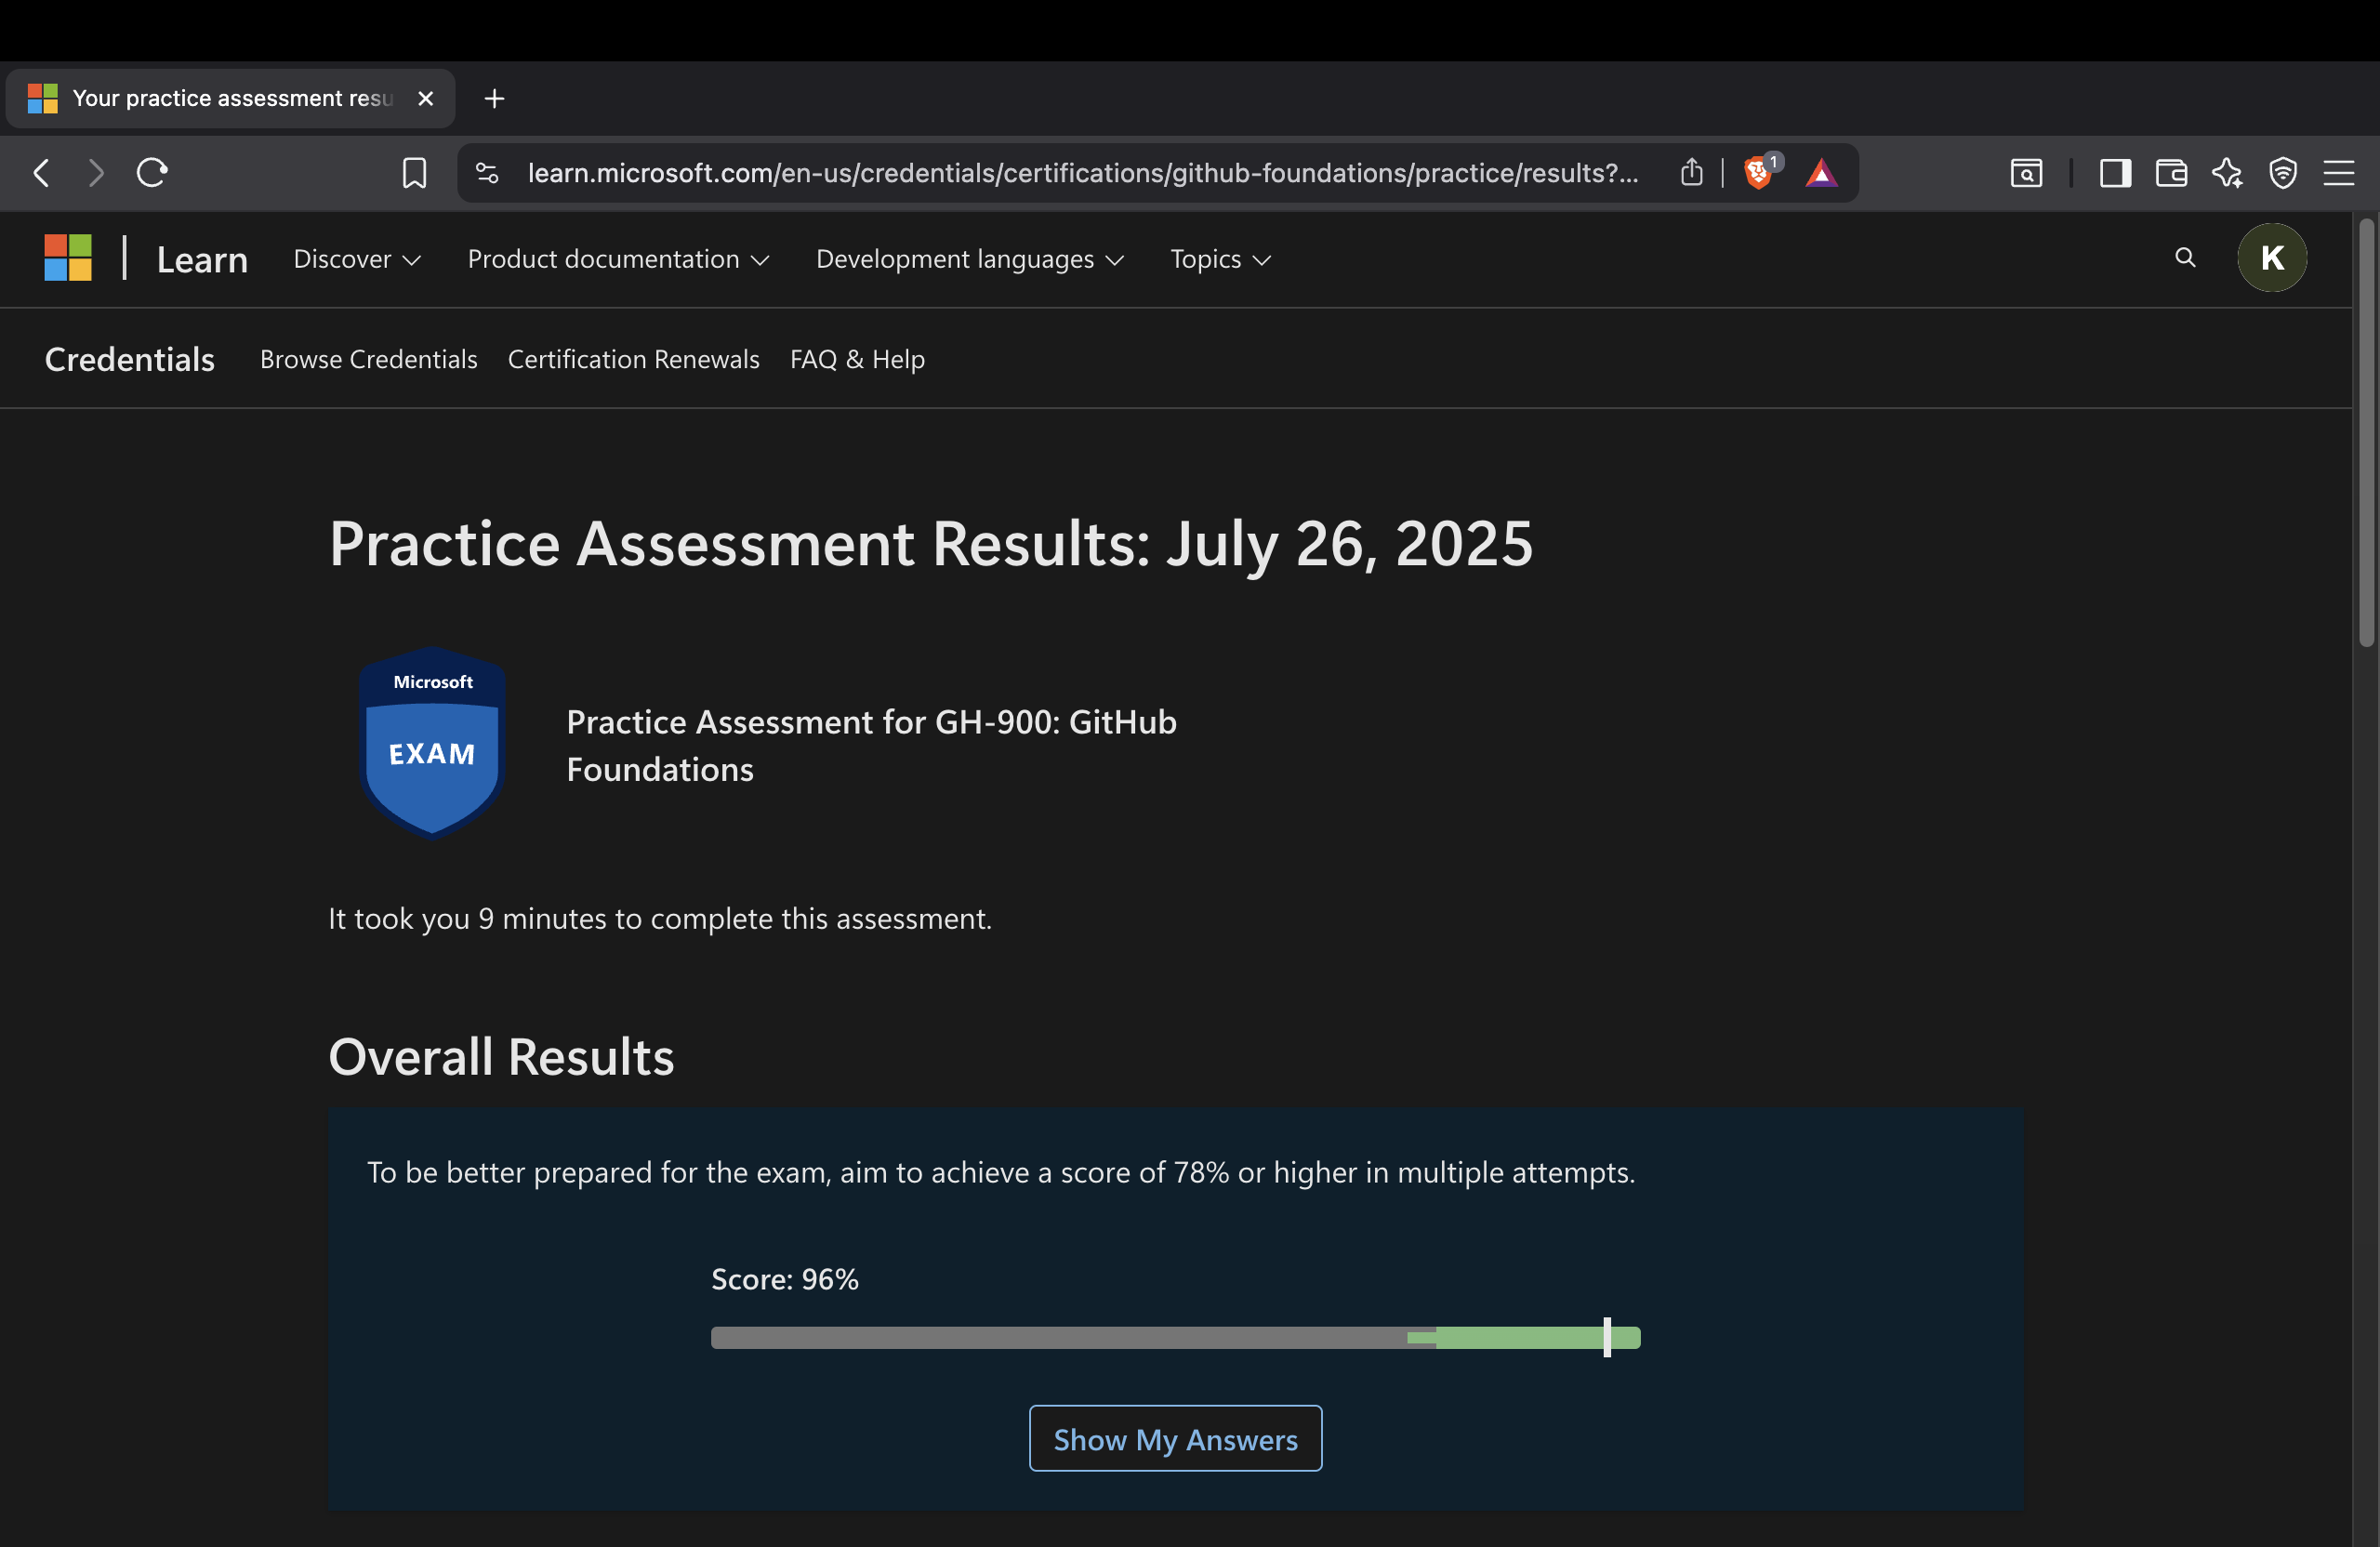 Your practice assessment resu
learn.microsoft.com/en-us/credentials/certifications/github-foundations/practice/results?...
1
Learn
Discover
Product documentation
Development languages
Topics
K
Credentials
Browse Credentials
Certification Renewals
FAQ & Help
Practice Assessment Results: July 26, 2025
Microsoft
EXAM
Practice Assessment for GH-900: GitHub
Foundations
It took you 9 minutes to complete this assessment.
Overall Results
To be better prepared for the exam, aim to achieve a score of 78% or higher in multiple attempts.
Score: 96%
Show My Answers